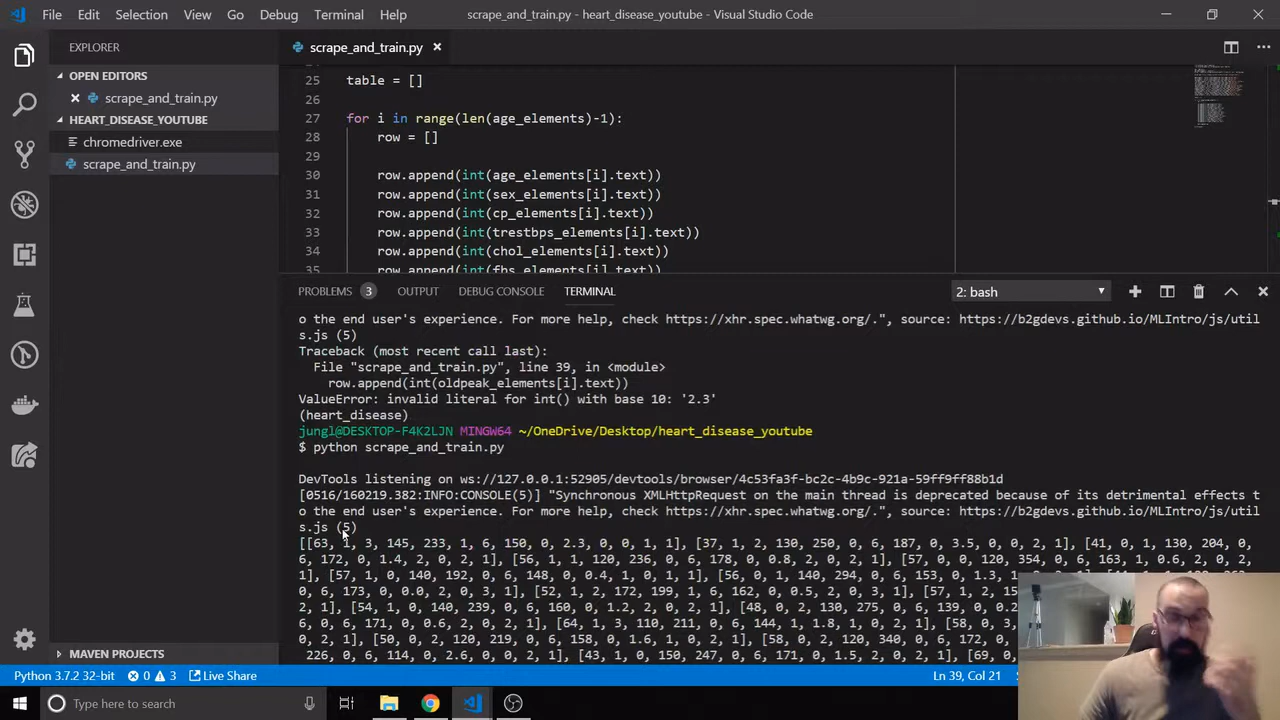 File Edit Selection View Go Debug Terminal Help
scrape_and_train.py - heart_disease_youtube - Visual Studio Code
EXPLORER
OPEN EDITORS
scrape_and_train.py
HEART_DISEASE_YOUTUBE
chromedriver.exe
scrape_and_train.py
MAVEN PROJECTS
scrape_and_train.py
25 table = []
26
27 for i in range(len(age_elements)-1):
28 row = []
29
30 row.append(int(age_elements[i].text))
31 row.append(int(sex_elements[i].text))
32 row.append(int(cp_elements[i].text))
33 row.append(int(trestbps_elements[i].text))
34 row.append(int(chol_elements[i].text))
35 row.append(int(fbs_elements[i].text))
PROBLEMS 3 OUTPUT DEBUG CONSOLE TERMINAL 2: bash
o the end user's experience. For more help, check https://xhr.spec.whatwg.org/.", source: https://b2gdevs.github.io/MLIntro/js/util
s.js (5)
Traceback (most recent call last):
File "scrape_and_train.py", line 39, in <module>
row.append(int(oldpeak_elements[i].text))
ValueError: invalid literal for int() with base 10: '2.3'
(heart_disease)
jungl@DESKTOP-F4K2LJN MINGW64 ~/OneDrive/Desktop/heart_disease_youtube
$ python scrape_and_train.py
DevTools listening on ws://127.0.0.1:52905/devtools/browser/4c53fa3f-bc2c-4b9c-921a-59ff9ff88b1d
[0516/160219.382:INFO:CONSOLE(5)] "Synchronous XMLHttpRequest on the main thread is deprecated because of its detrimental effects t
o the end user's experience. For more help, check https://xhr.spec.whatwg.org/.", source: https://b2gdevs.github.io/MLIntro/js/util
s.js (5)
[[63, 1, 3, 145, 233, 1, 6, 150, 0, 2.3, 0, 0, 1, 1], [37, 1, 2, 130, 250, 0, 6, 187, 0, 3.5, 0, 0, 2, 1], [41, 0, 1, 130, 204, 0,
6, 172, 0, 1.4, 2, 0, 2, 1], [56, 1, 1, 120, 236, 0, 6, 178, 0, 0.8, 2, 0, 2, 1], [57, 0, 0, 120, 354, 0, 6, 163, 1, 0.6, 2, 0, 2,
1], [57, 1, 0, 140, 192, 0, 6, 148, 0, 0.4, 1, 0, 1, 1], [56, 0, 1, 140, 294, 0, 6, 153, 0, 1.3, 1
0, 6, 173, 0, 0.0, 2, 0, 3, 1], [52, 1, 2, 172, 199, 1, 6, 162, 0, 0.5, 2, 0, 3, 1], [57, 1, 2, 15
2, 1], [54, 1, 0, 140, 239, 0, 6, 160, 0, 1.2, 2, 0, 2, 1], [48, 0, 2, 130, 275, 0, 6, 139, 0, 0.2
0, 6, 171, 0, 0.6, 2, 0, 2, 1], [64, 1, 3, 110, 211, 0, 6, 144, 1, 1.8, 1, 0, 2, 1], [58, 0, 3,
2, 1], [50, 0, 2, 120, 219, 0, 6, 158, 0, 1.6, 1, 0, 2, 1], [58, 0, 2, 120, 340, 0, 6, 172, 0
226, 0, 6, 114, 0, 2.6, 0, 0, 2, 1], [43, 1, 0, 150, 247, 0, 6, 171, 0, 1.5, 2, 0, 2, 1], [69, 0,
Python 3.7.2 32-bit 0 3 Live Share Ln 39, Col 21
Type here to search